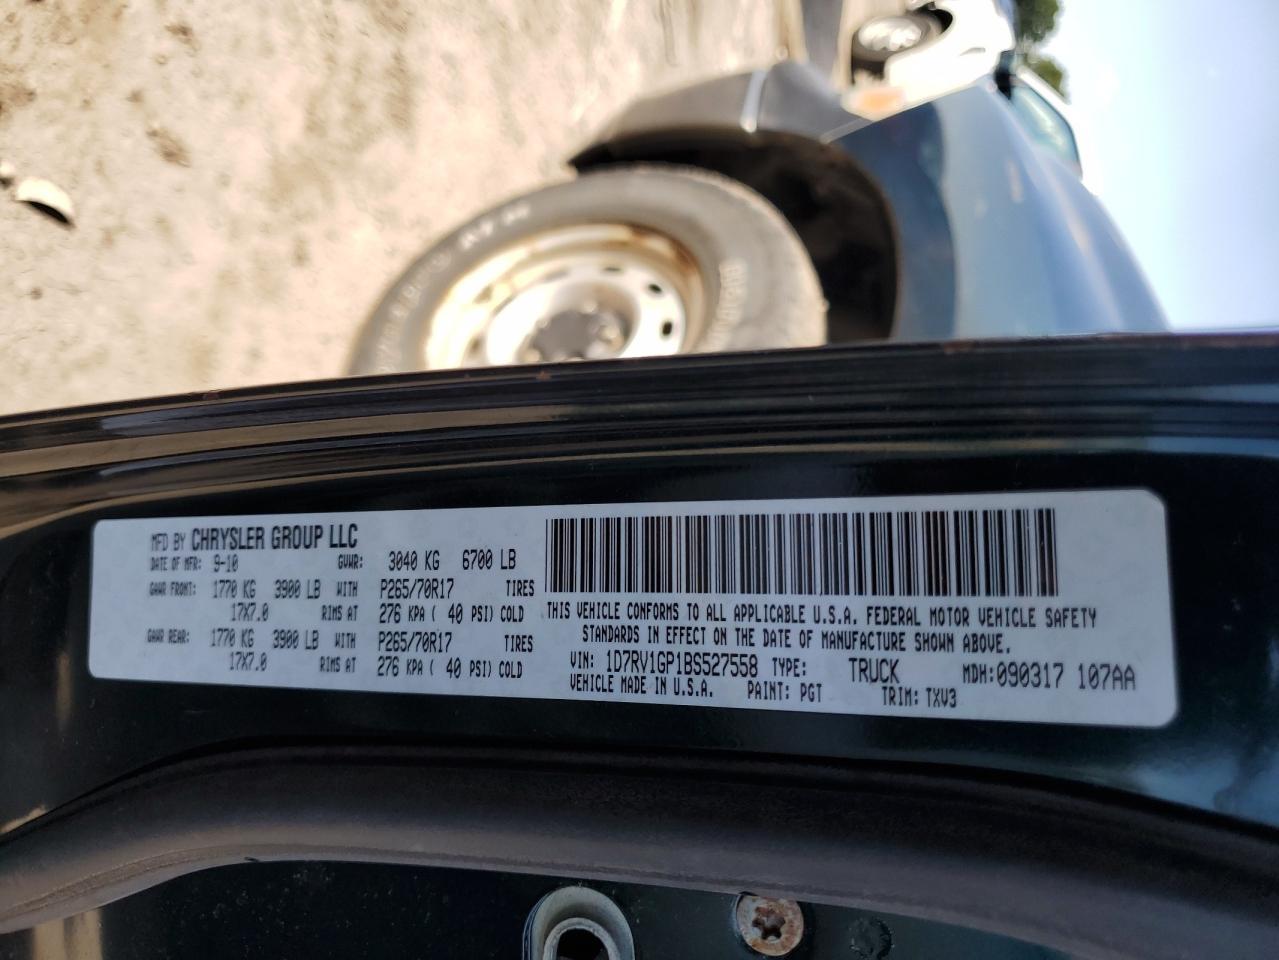 MFD BY CHRYSLER GROUP LLC
DATE OF MFR: 9-10 GVWR: 3040 KG 6700 LB
GAWR FRONT: 1770 KG 3900 LB WITH P265/70R17 TIRES
17X7.0 RIMS AT 276 KPA ( 40 PSI) COLD
GAWR REAR: 1770 KG 3900 LB WITH P265/70R17 TIRES
17X7.0 RIMS AT 276 KPA ( 40 PSI) COLD
THIS VEHICLE CONFORMS TO ALL APPLICABLE U.S.A. FEDERAL MOTOR VEHICLE SAFETY
STANDARDS IN EFFECT ON THE DATE OF MANUFACTURE SHOWN ABOVE.
VIN: 1D7RV1GP1BS527558 TYPE: TRUCK MDH:090317 107AA
VEHICLE MADE IN U.S.A. PAINT: PGT TRIM: TXV3